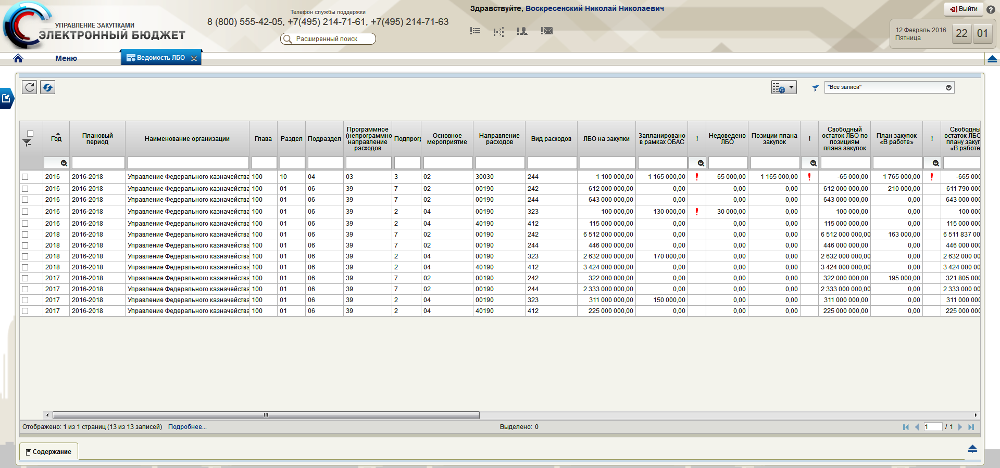 УПРАВЛЕНИЕ ЗАКУПКАМИ
ЭЛЕКТРОННЫЙ БЮДЖЕТ
Телефон службы поддержки
8 (800) 555-42-05, +7(495) 214-71-61, +7(495) 214-71-63
Расширенный поиск
Здравствуйте, Воскресенский Николай Николаевич
Выйти
12 Февраль 2016
Пятница
22 01
Меню
Ведомость ЛБО
"Все записи"
Год
Плановый период
Наименование организации
Глава
Раздел
Подраздел
Программное (непрограммно направление расходов
Подпрог
Основное мероприятие
Направление расходов
Вид расходов
ЛБО на закупки
Запланировано в рамках ОБАС
!
Недоведено ЛБО
Позиции плана закупок
!
Свободный остаток ЛБО по позициям плана закупок
План закупок «В работе»
!
Свободны остаток ЛБО плану закуп «В работе
2016 2016-2018 Управление Федерального казначейства 100 10 04 03 3 02 30030 244 1 100 000,00 1 165 000,00 ! 65 000,00 1 165 000,00 ! -65 000,00 1 765 000,00 ! -665 000
2016 2016-2018 Управление Федерального казначейства 100 01 06 39 7 02 00190 242 612 000 000,00 0,00 0,00 0,00 612 000 000,00 210 000,00 611 790 000
2016 2016-2018 Управление Федерального казначейства 100 01 06 39 7 02 00190 244 643 000 000,00 0,00 0,00 0,00 643 000 000,00 0,00 643 000 000
2016 2016-2018 Управление Федерального казначейства 100 01 06 39 2 04 00190 323 100 000,00 130 000,00 ! 30 000,00 0,00 100 000,00 0,00 100 000
2016 2016-2018 Управление Федерального казначейства 100 01 06 39 2 04 40190 412 115 000 000,00 0,00 0,00 0,00 115 000 000,00 0,00 115 000 000
2018 2016-2018 Управление Федерального казначейства 100 01 06 39 7 02 00190 242 6 512 000 000,00 0,00 0,00 0,00 6 512 000 000,00 163 000,00 6 511 837 00
2018 2016-2018 Управление Федерального казначейства 100 01 06 39 7 02 00190 244 446 000 000,00 0,00 0,00 0,00 446 000 000,00 0,00 446 000 000
2018 2016-2018 Управление Федерального казначейства 100 01 06 39 2 04 00190 323 2 632 000 000,00 170 000,00 0,00 0,00 2 632 000 000,00 0,00 2 632 000 00
2018 2016-2018 Управление Федерального казначейства 100 01 06 39 2 04 40190 412 3 424 000 000,00 0,00 0,00 0,00 3 424 000 000,00 0,00 3 424 000 00
2017 2016-2018 Управление Федерального казначейства 100 01 06 39 7 02 00190 242 322 000 000,00 0,00 0,00 0,00 322 000 000,00 195 000,00 321 805 000
2017 2016-2018 Управление Федерального казначейства 100 01 06 39 7 02 00190 244 2 333 000 000,00 0,00 0,00 0,00 2 333 000 000,00 0,00 2 333 000 00
2017 2016-2018 Управление Федерального казначейства 100 01 06 39 2 04 00190 323 311 000 000,00 150 000,00 0,00 0,00 311 000 000,00 0,00 311 000 000
2017 2016-2018 Управление Федерального казначейства 100 01 06 39 2 04 40190 412 225 000 000,00 0,00 0,00 0,00 225 000 000,00 0,00 225 000 000
Отображено: 1 из 1 страниц (13 из 13 записей) Подробнее... Выделено: 0 1 / 1
Содержание